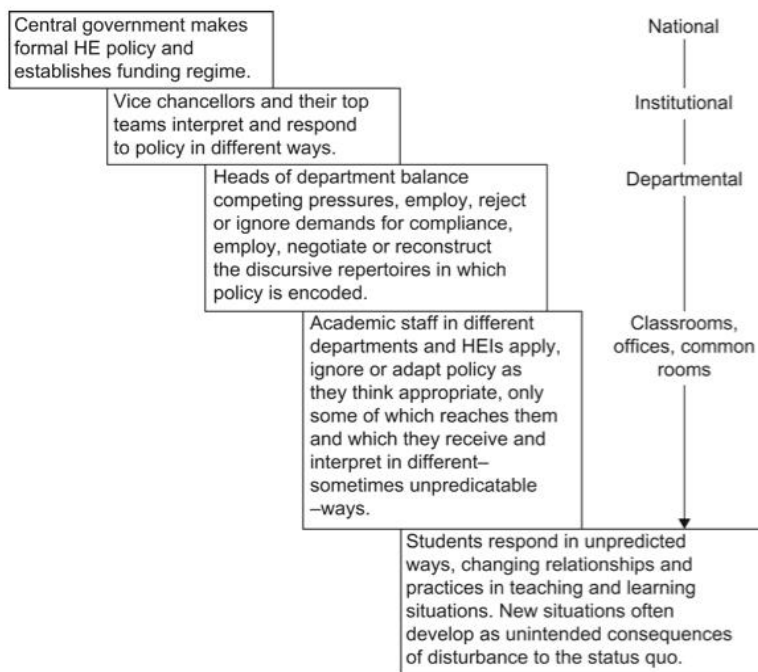 Central government makes
formal HE policy and
establishes funding regime.
National
Vice chancellors and their top
teams interpret and respond
to policy in different ways.
Institutional
Heads of department balance
competing pressures, employ, reject
or ignore demands for compliance,
employ, negotiate or reconstruct
the discursive repertoires in which
policy is encoded.
Departmental
Academic staff in different
departments and HEIs apply,
ignore or adapt policy as
they think appropriate, only
some of which reaches them
and which they receive and
interpret in different–
sometimes unpredicatable
–ways.
Classrooms,
offices, common
rooms
Students respond in unpredicted
ways, changing relationships and
practices in teaching and learning
situations. New situations often
develop as unintended consequences
of disturbance to the status quo.